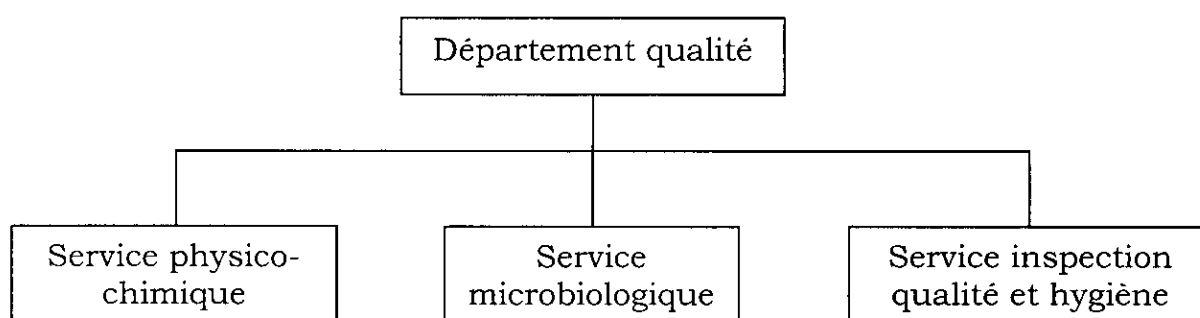 Département qualité
Service physico-
chimique
Service
microbiologique
Service inspection
qualité et hygiène